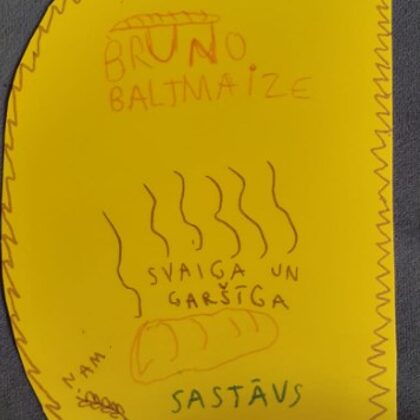 BRUNO
BALTMAIZE
SVAIGA UN
GARŠĪGA
ŅAM
SASTĀVS